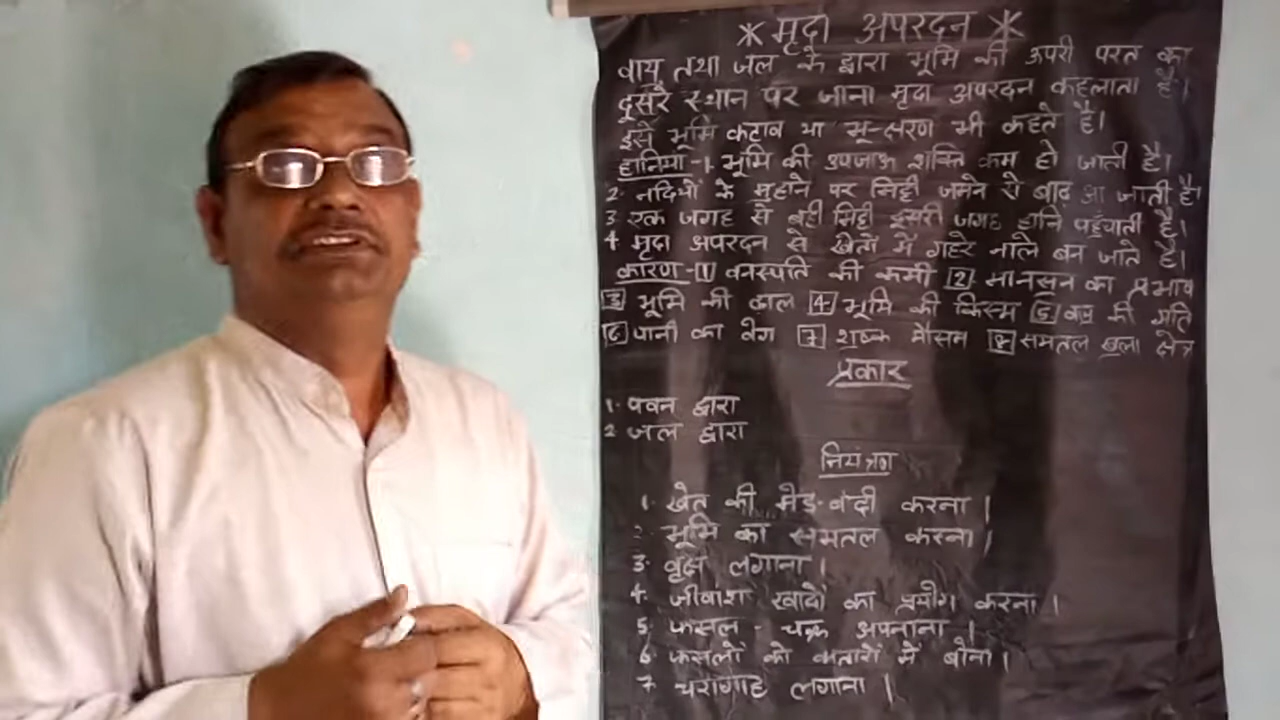 * मृदा अपरदन *
वायु तथा जल के द्वारा भूमि की ऊपरी परत का
दूसरे स्थान पर जाना मृदा अपरदन कहलाता है।
इसे भूमि कटाव या भू-क्षरण भी कहते है।
हानियाँ - 1. भूमि की उपजाऊ शक्ति कम हो जाती है।
2. नदियों के मुहाने पर मिट्टी जमने से बाढ़ आ जाती है।
3 एक जगह से बही मिट्टी दूसरी जगह हानि पहुँचाती है।
4 मृदा अपरदन से खेतों में गहरे नाले बन जाते है।
कारण - 1 वनस्पति की कमी 2 मानसून का प्रभाव
3 भूमि की ढाल 4 भूमि की किस्म 5 वायु की गति
6 पानी का वेग 7 शुष्क मौसम 8 समतल खुला क्षेत्र
प्रकार
1. पवन द्वारा
2 जल द्वारा
नियंत्रण
1. खेत की मेड़-बंदी करना।
2. भूमि का समतल करना।
3. वृक्ष लगाना।
4. जीवांश खादों का प्रयोग करना।
5. फसल - चक्र अपनाना।
6 फसलों को कतारों में बोना।
7 चरागाह लगाना।